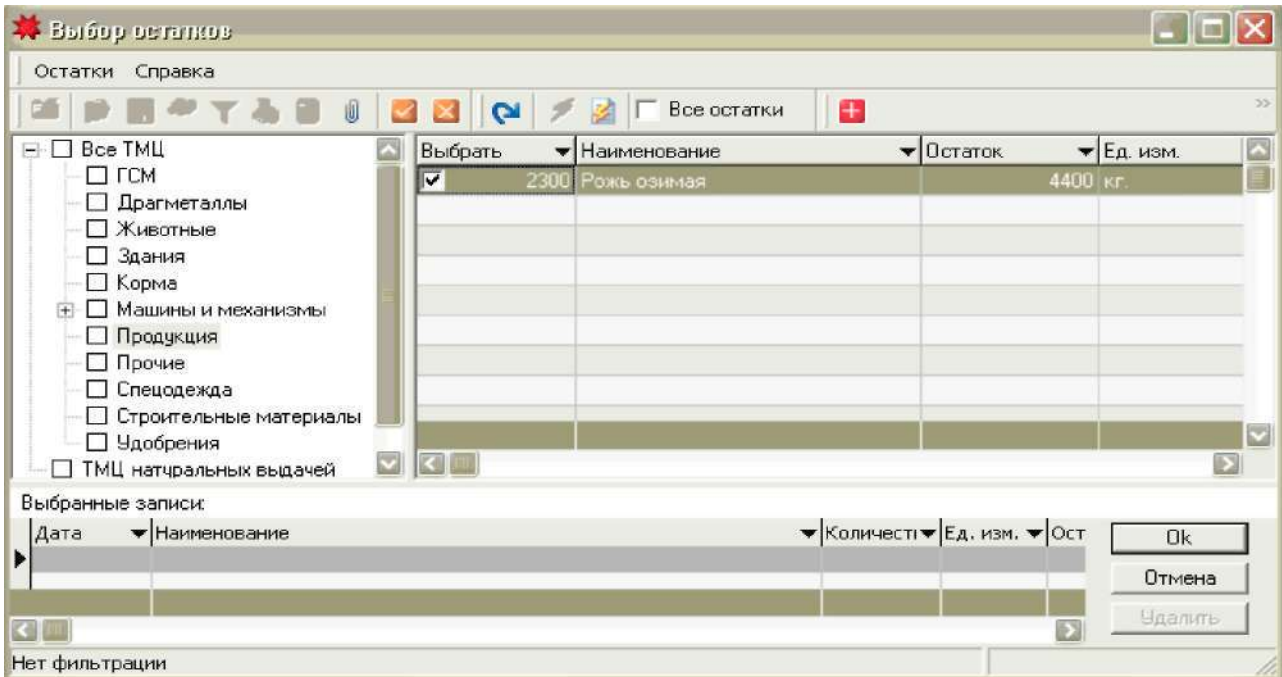 Выбор остатков
Остатки Справка
Все остатки
Все ТМЦ
ГСМ
Драгметаллы
Животные
Здания
Корма
Машины и механизмы
Продукция
Прочие
Спецодежда
Строительные материалы
Удобрения
ТМЦ натуральных выдачей
Выбрать Наименование Остаток Ед. изм.
2300 Рожь озимая 4400 кг.
Выбранные записи:
Дата Наименование Количест Ед. изм. Ост
Ok
Отмена
Удалить
Нет фильтрации